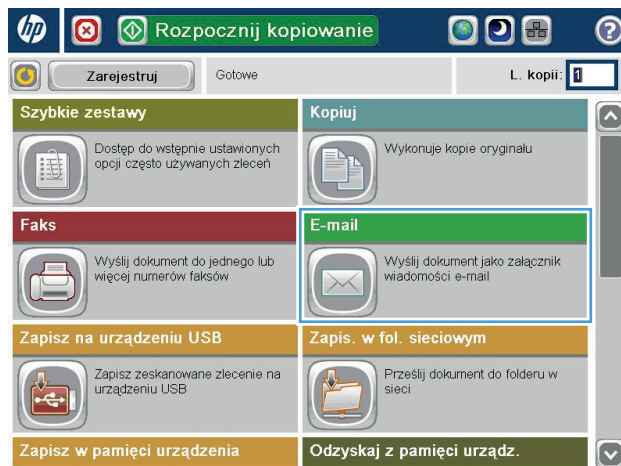 hp Rozpocznij kopiowanie ?
Zarejestruj Gotowe L. kopii: 1
Szybkie zestawy
Dostęp do wstępnie ustawionych
opcji często używanych zleceń
Kopiuj
Wykonuje kopie oryginału
Faks
Wyślij dokument do jednego lub
więcej numerów faksów
E-mail
Wyślij dokument jako załącznik
wiadomości e-mail
Zapisz na urządzeniu USB
Zapisz zeskanowane zlecenie na
urządzeniu USB
Zapis. w fol. sieciowym
Prześlij dokument do folderu w
sieci
Zapisz w pamięci urządzenia
Odzyskaj z pamięci urządz.